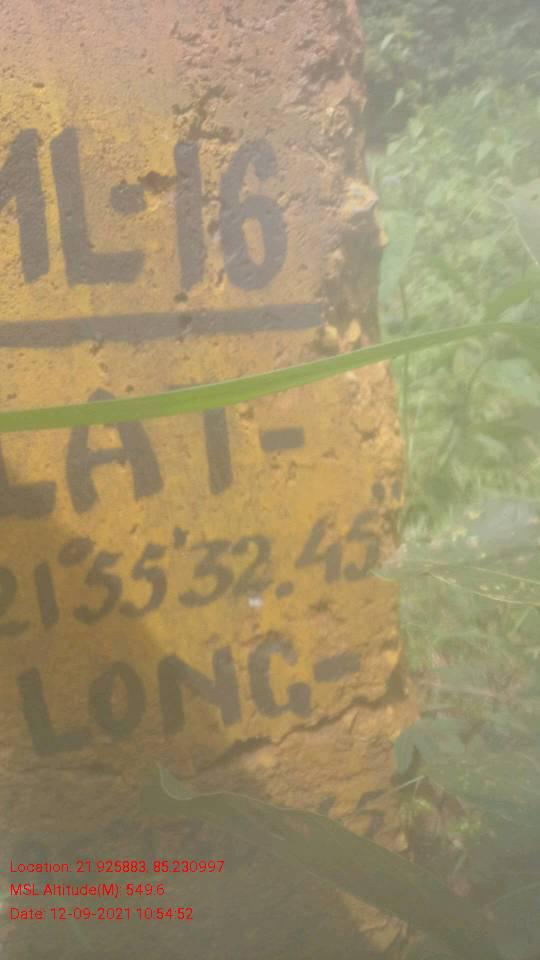 ML-16
LAT-
21°55'32.45"
LONG-
Location: 21.925883, 85.230997
MSL Altitude(M): 549.6
Date: 12-09-2021 10:54:52